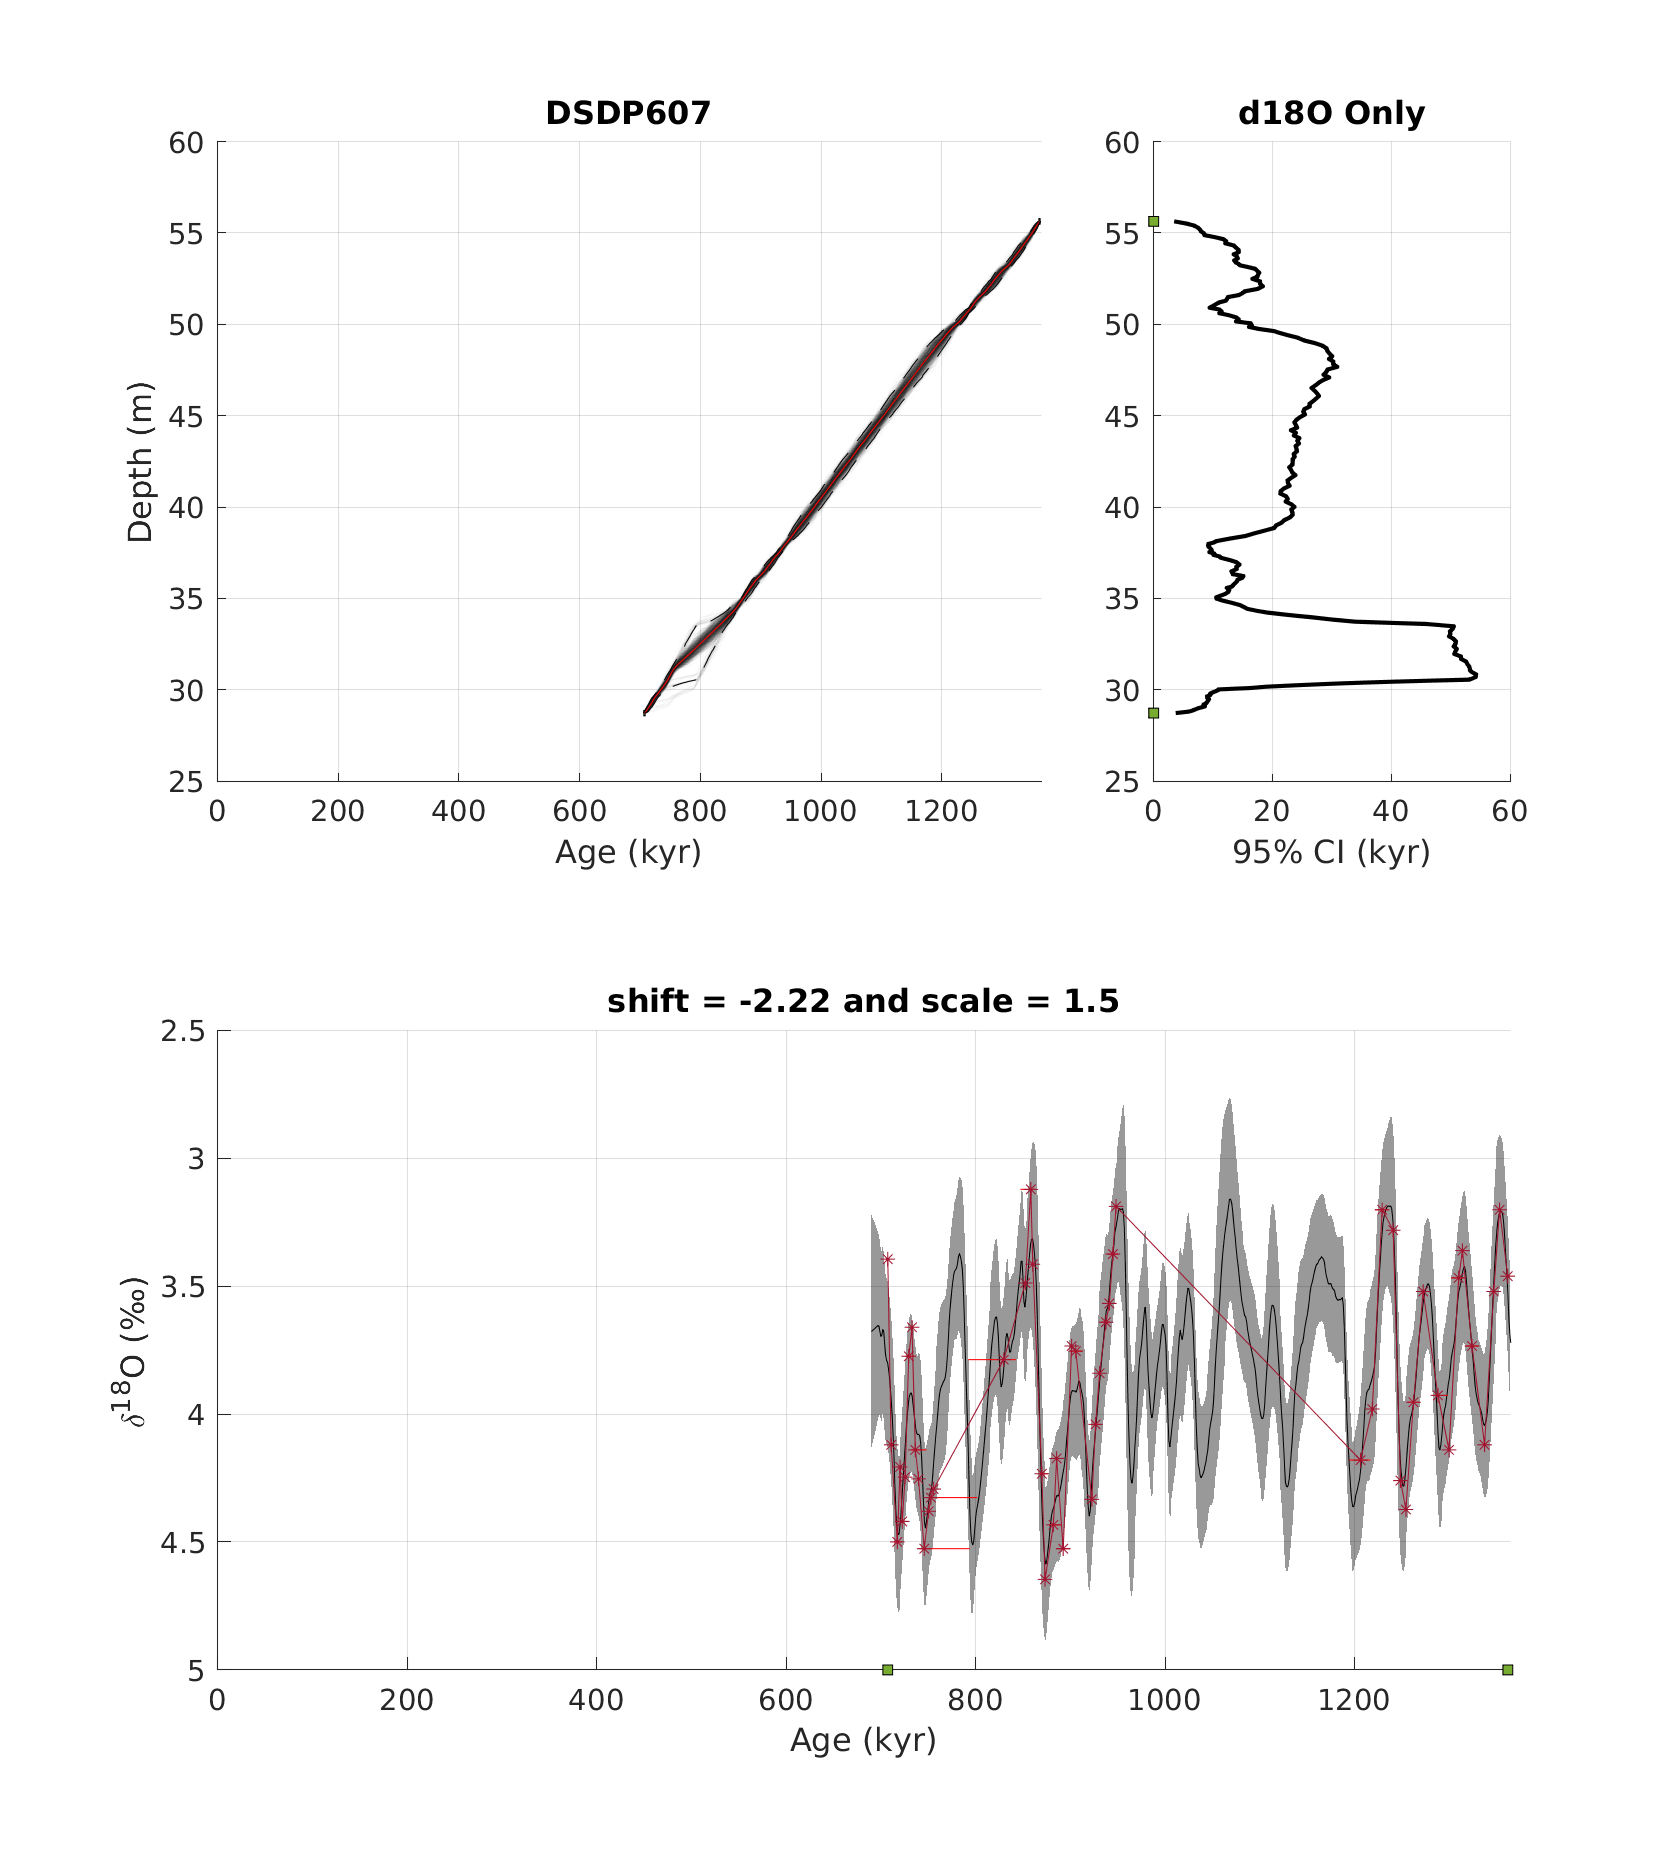 DSDP607
d18O Only
60
55
50
45
40
35
30
25
Depth (m)
0 200 400 600 800 1000 1200
Age (kyr)
60
55
50
45
40
35
30
25
0 20 40 60
95% CI (kyr)
shift = -2.22 and scale = 1.5
2.5
3
3.5
4
4.5
5
δ¹⁸O (‰)
0 200 400 600 800 1000 1200
Age (kyr)